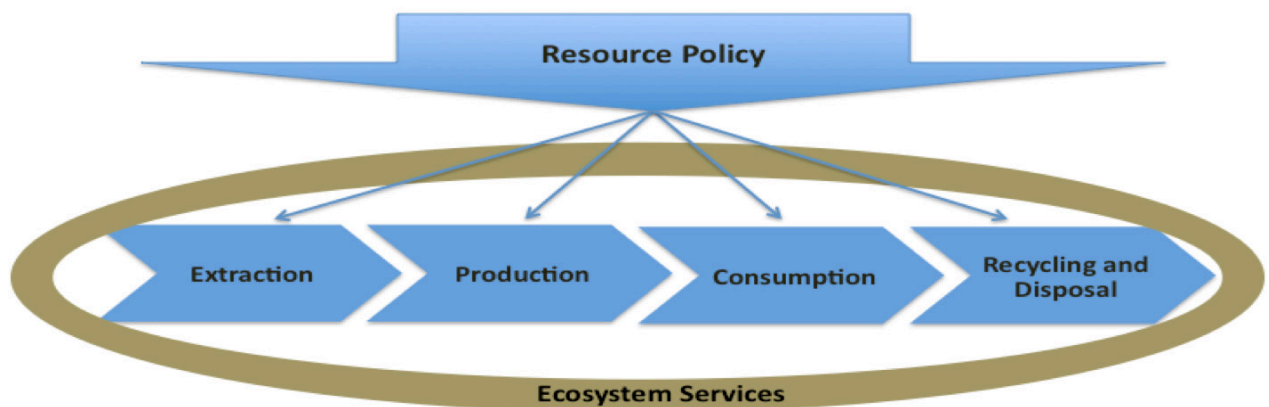 Resource Policy
Extraction
Production
Consumption
Recycling and
Disposal
Ecosystem Services